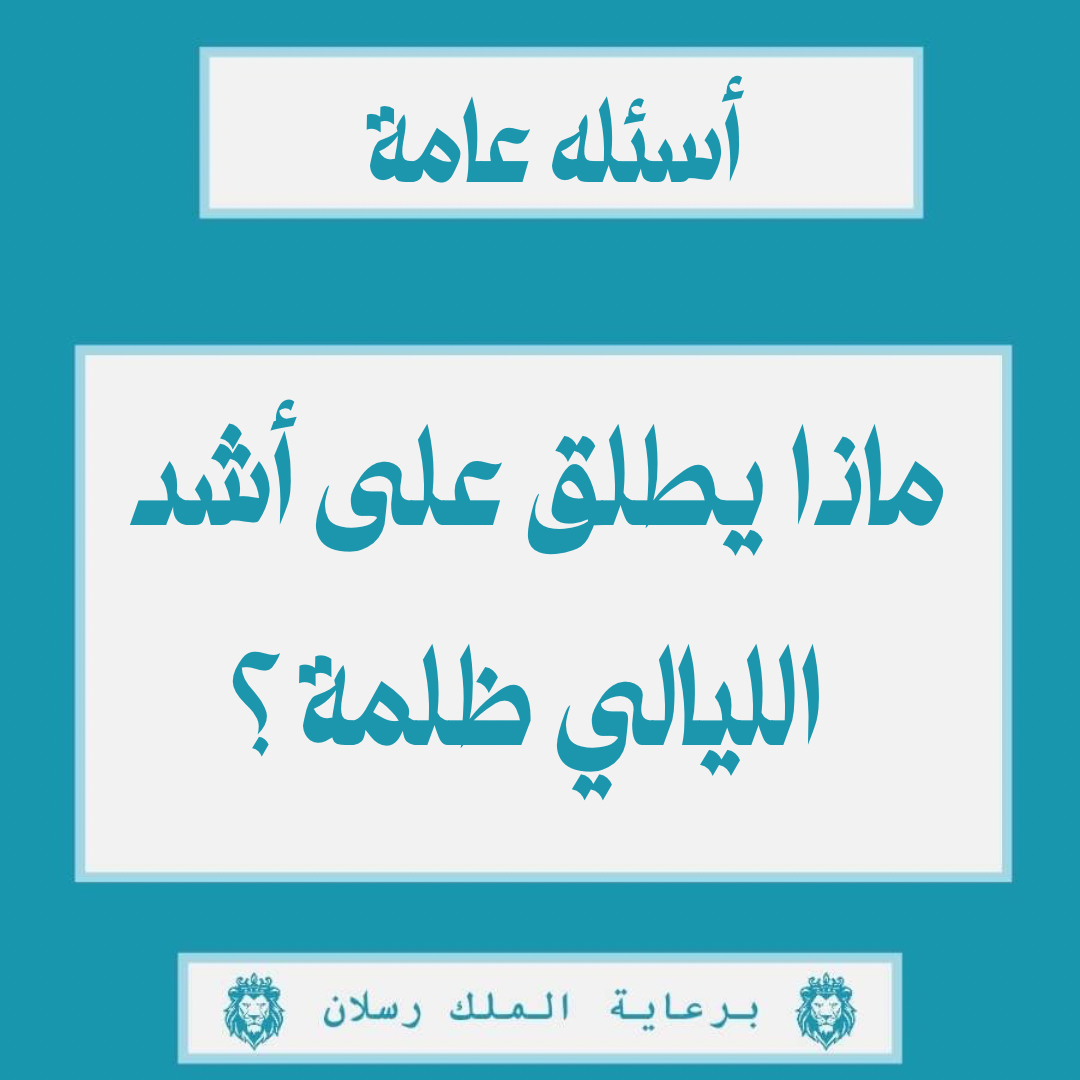 أسئله عامة
ماذا يطلق على أشد
الليالي ظلمة ؟
برعاية الملك رسلان